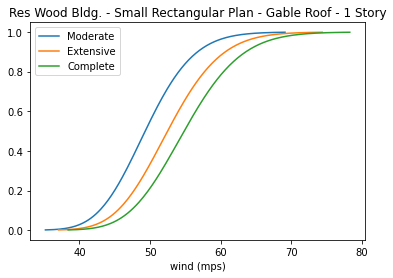 Res Wood Bldg. - Small Rectangular Plan - Gable Roof - 1 Story
1.0
0.8
0.6
0.4
0.2
0.0
Moderate
Extensive
Complete
40 50 60 70 80
wind (mps)